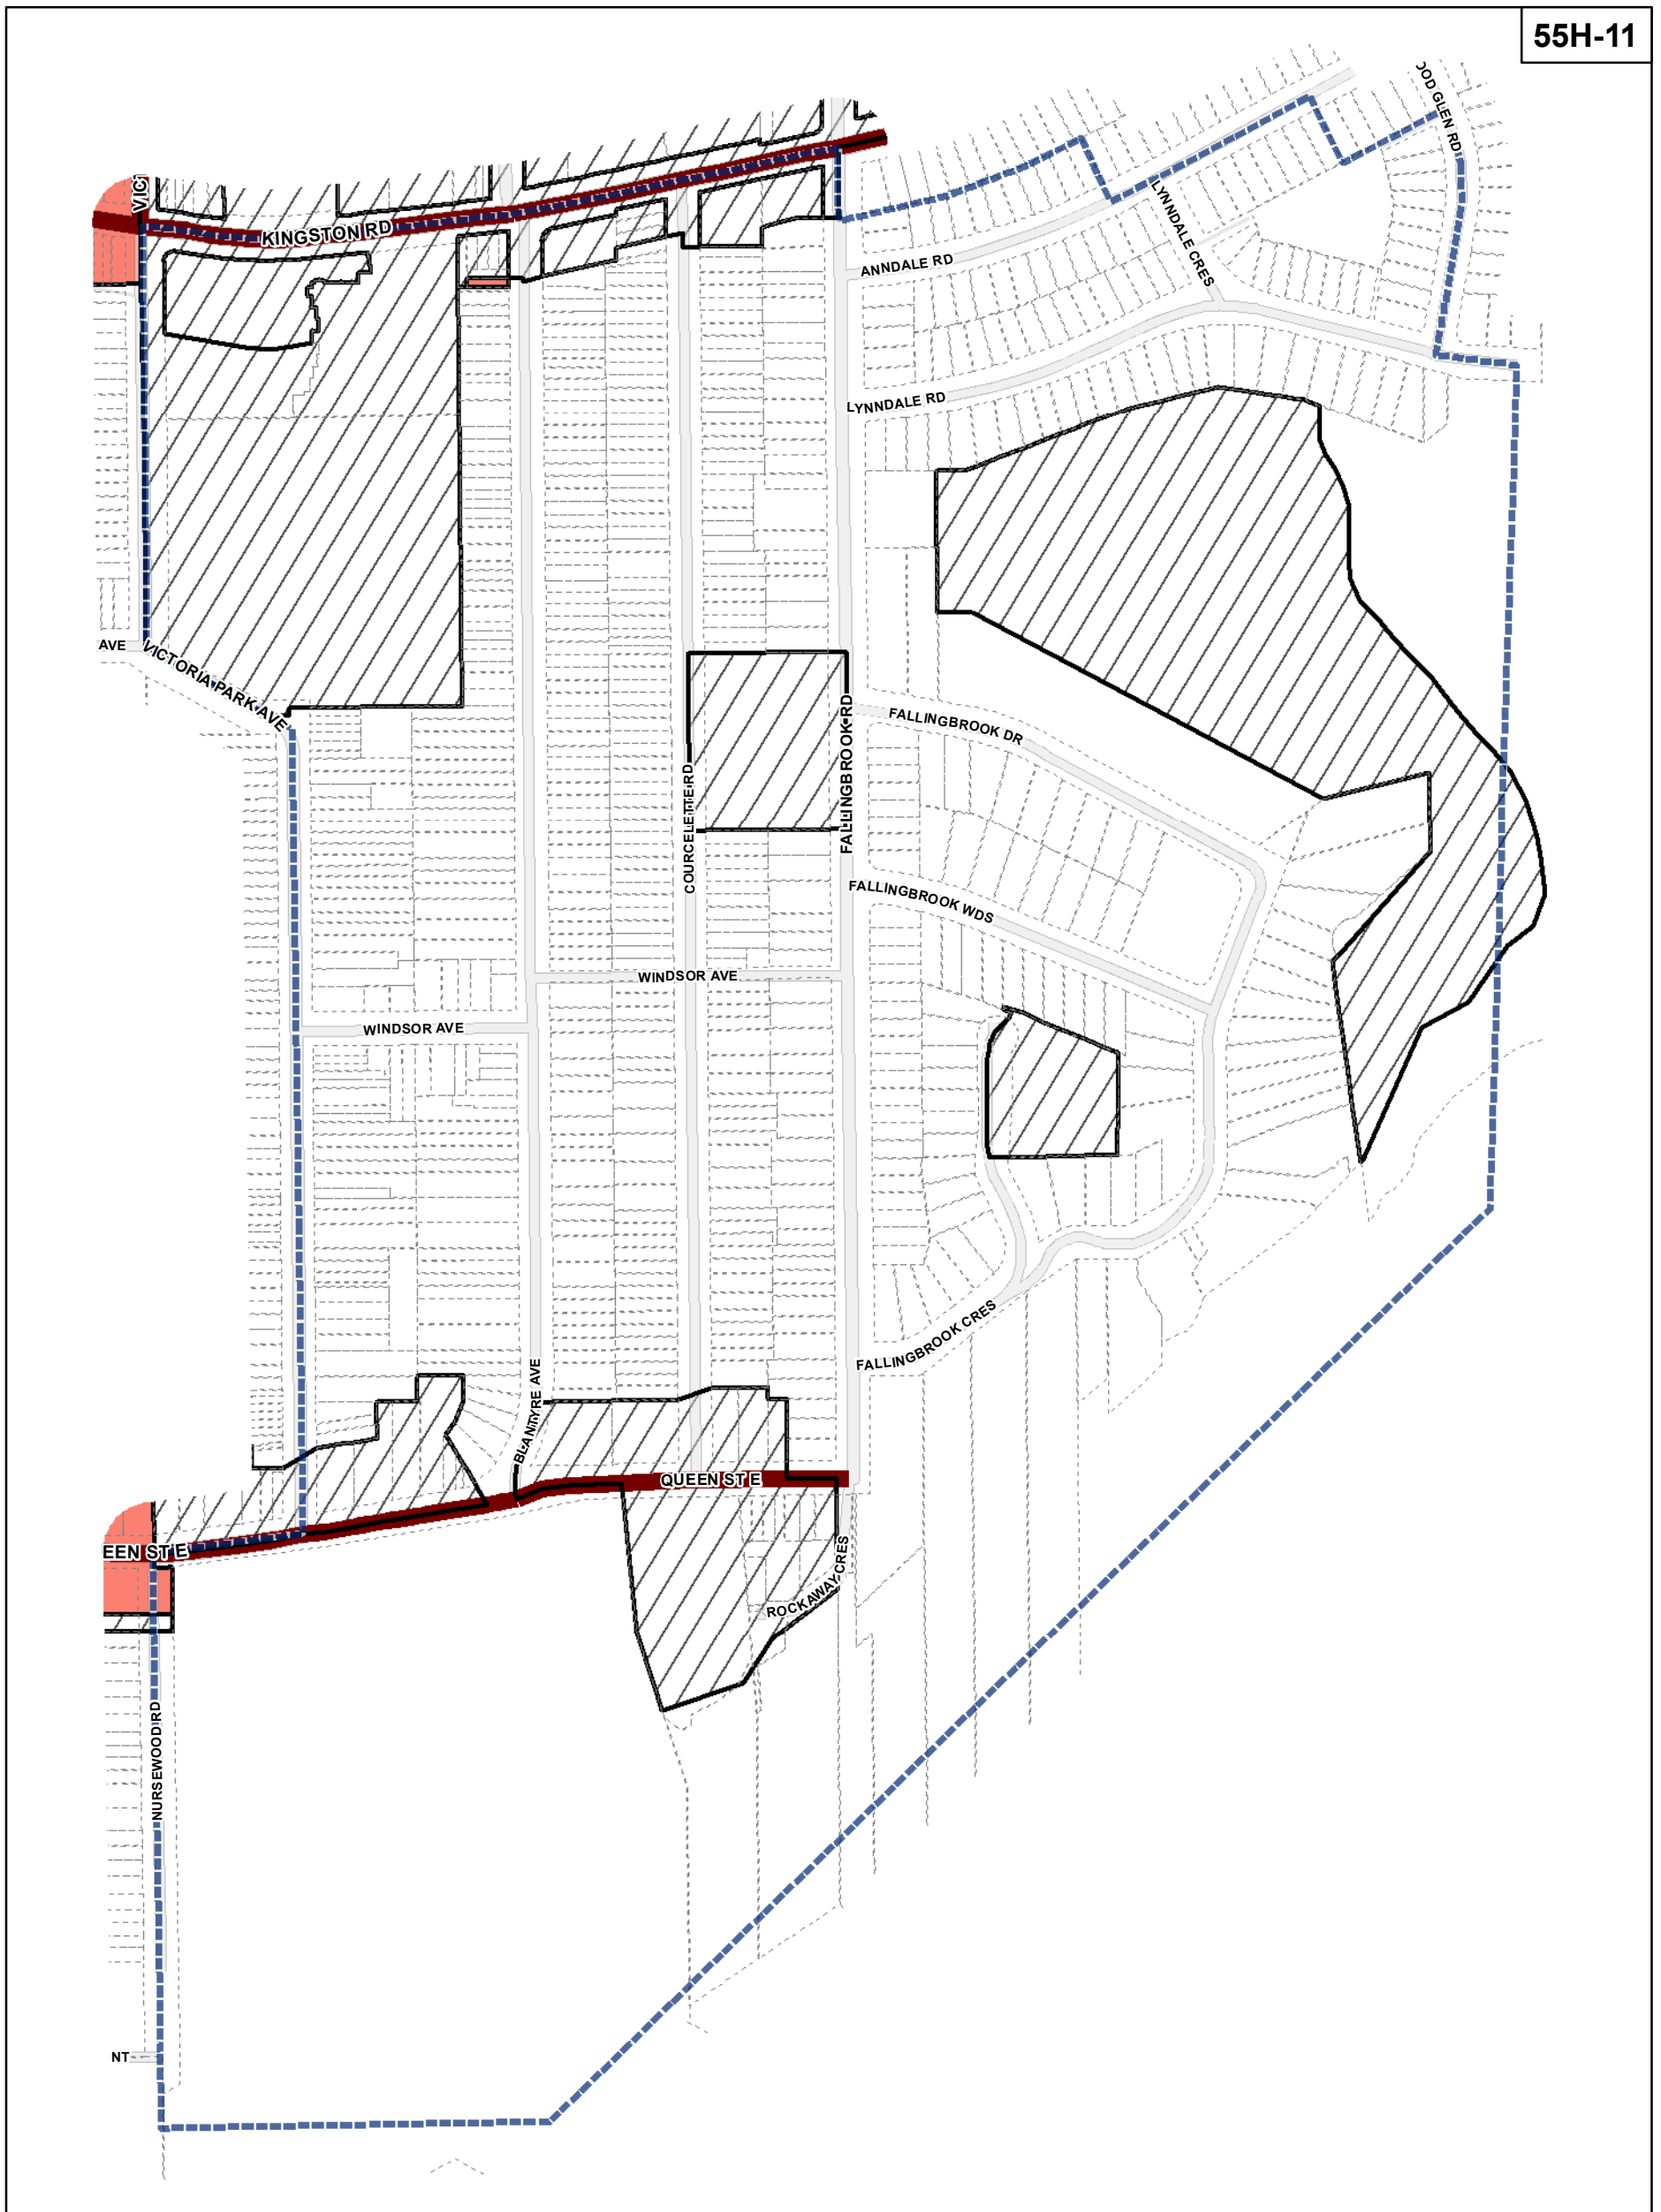 55H-11
OOD GLEN RD
VIC
KINGSTON RD
LYNNDALE CRES
ANNDALE RD
LYNNDALE RD
AVE
VICTORIA PARK AVE
FALLINGBROOK RD
FALLINGBROOK DR
COURCELETTE RD
FALLINGBROOK WDS
WINDSOR AVE
WINDSOR AVE
FALLINGBROOK CRES
BLANTYRE AVE
QUEEN ST E
EEN ST E
ROCKAWAY CRES
NURSEWOOD RD
NT